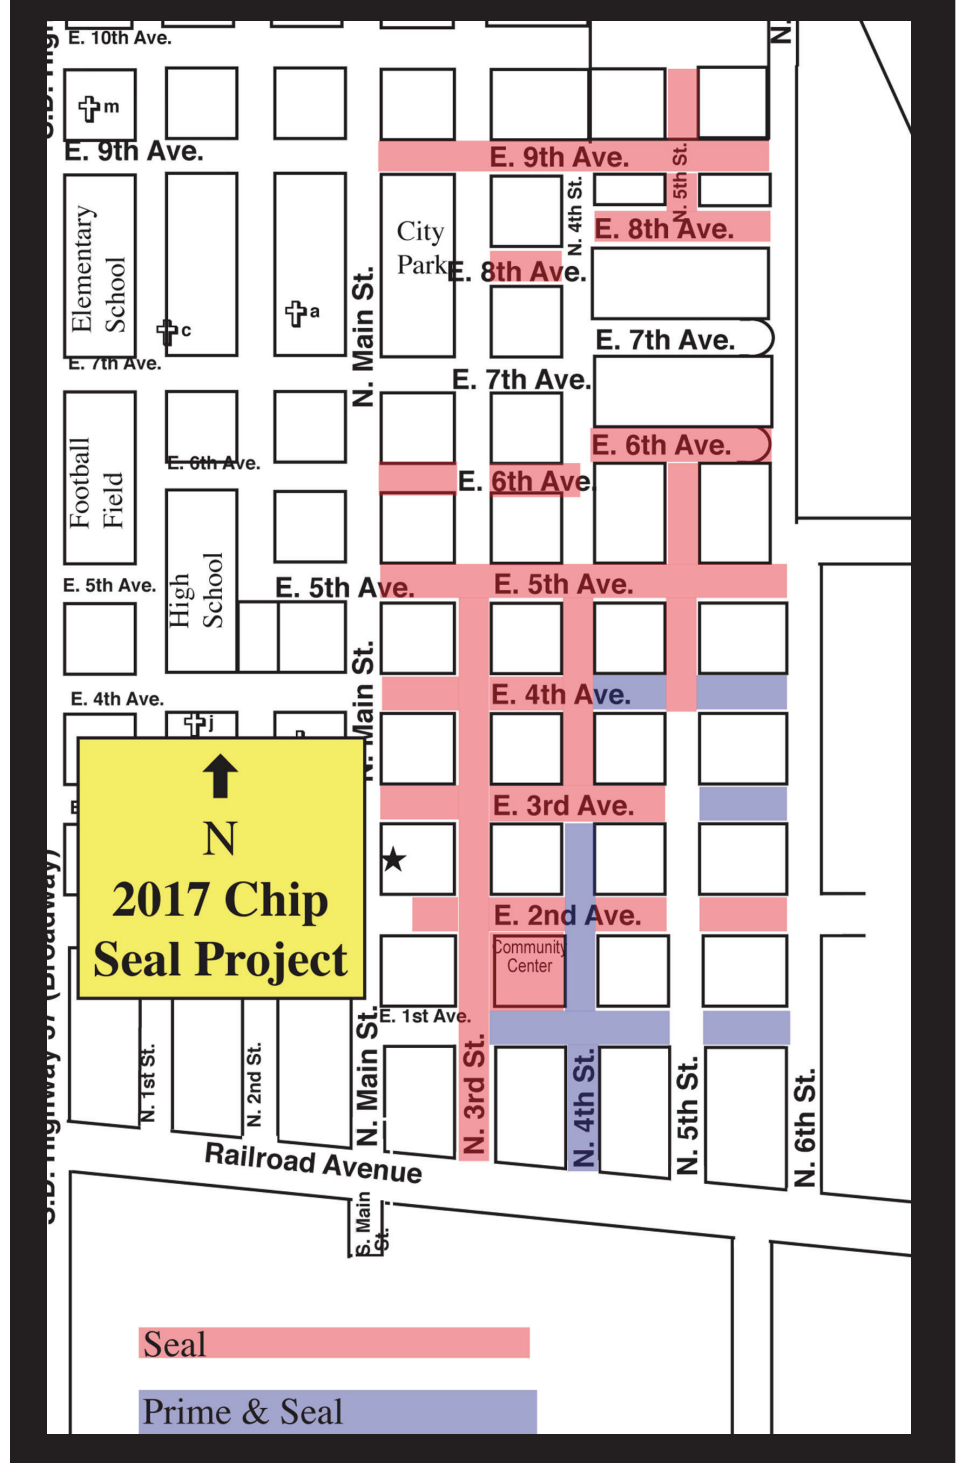 E. 10th Ave.
N.
m
E. 9th Ave.
E. 9th Ave.
N. 5th St.
N. 4th St.
Elementary
School
City
Park
E. 8th Ave.
E. 8th Ave.
a
c
N. Main St.
E. 7th Ave.
E. 7th Ave.
E. 7th Ave.
Football
Field
E. 6th Ave.
E. 6th Ave.
E. 6th Ave.
High
School
E. 5th Ave.
E. 5th Ave.
E. 5th Ave.
N. Main St.
E. 4th Ave.
E. 4th Ave.
j
E. 3rd Ave.
N
2017 Chip
Seal Project
E. 2nd Ave.
Community
Center
E. 1st Ave.
S.D. Highway 37 (Broadway)
N. 1st St.
N. 2nd St.
N. Main St.
N. 3rd St.
N. 4th St.
N. 5th St.
N. 6th St.
Railroad Avenue
S. Main
St.
Seal
Prime & Seal